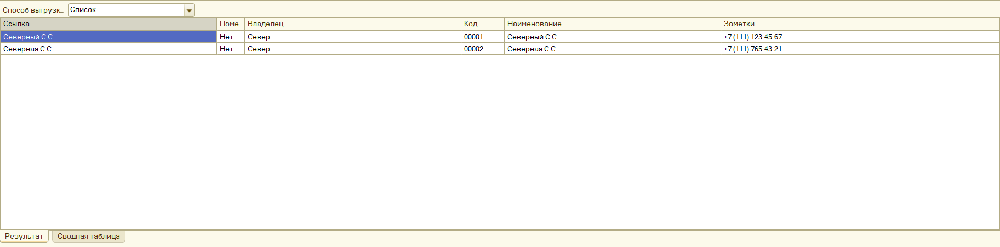 Способ выгрузк... Список
Ссылка Поме... Владелец Код Наименование Заметки
Северный С.С. Нет Север 00001 Северный С.С. +7 (111) 123-45-67
Северная С.С. Нет Север 00002 Северная С.С. +7 (111) 765-43-21
Результат Сводная таблица